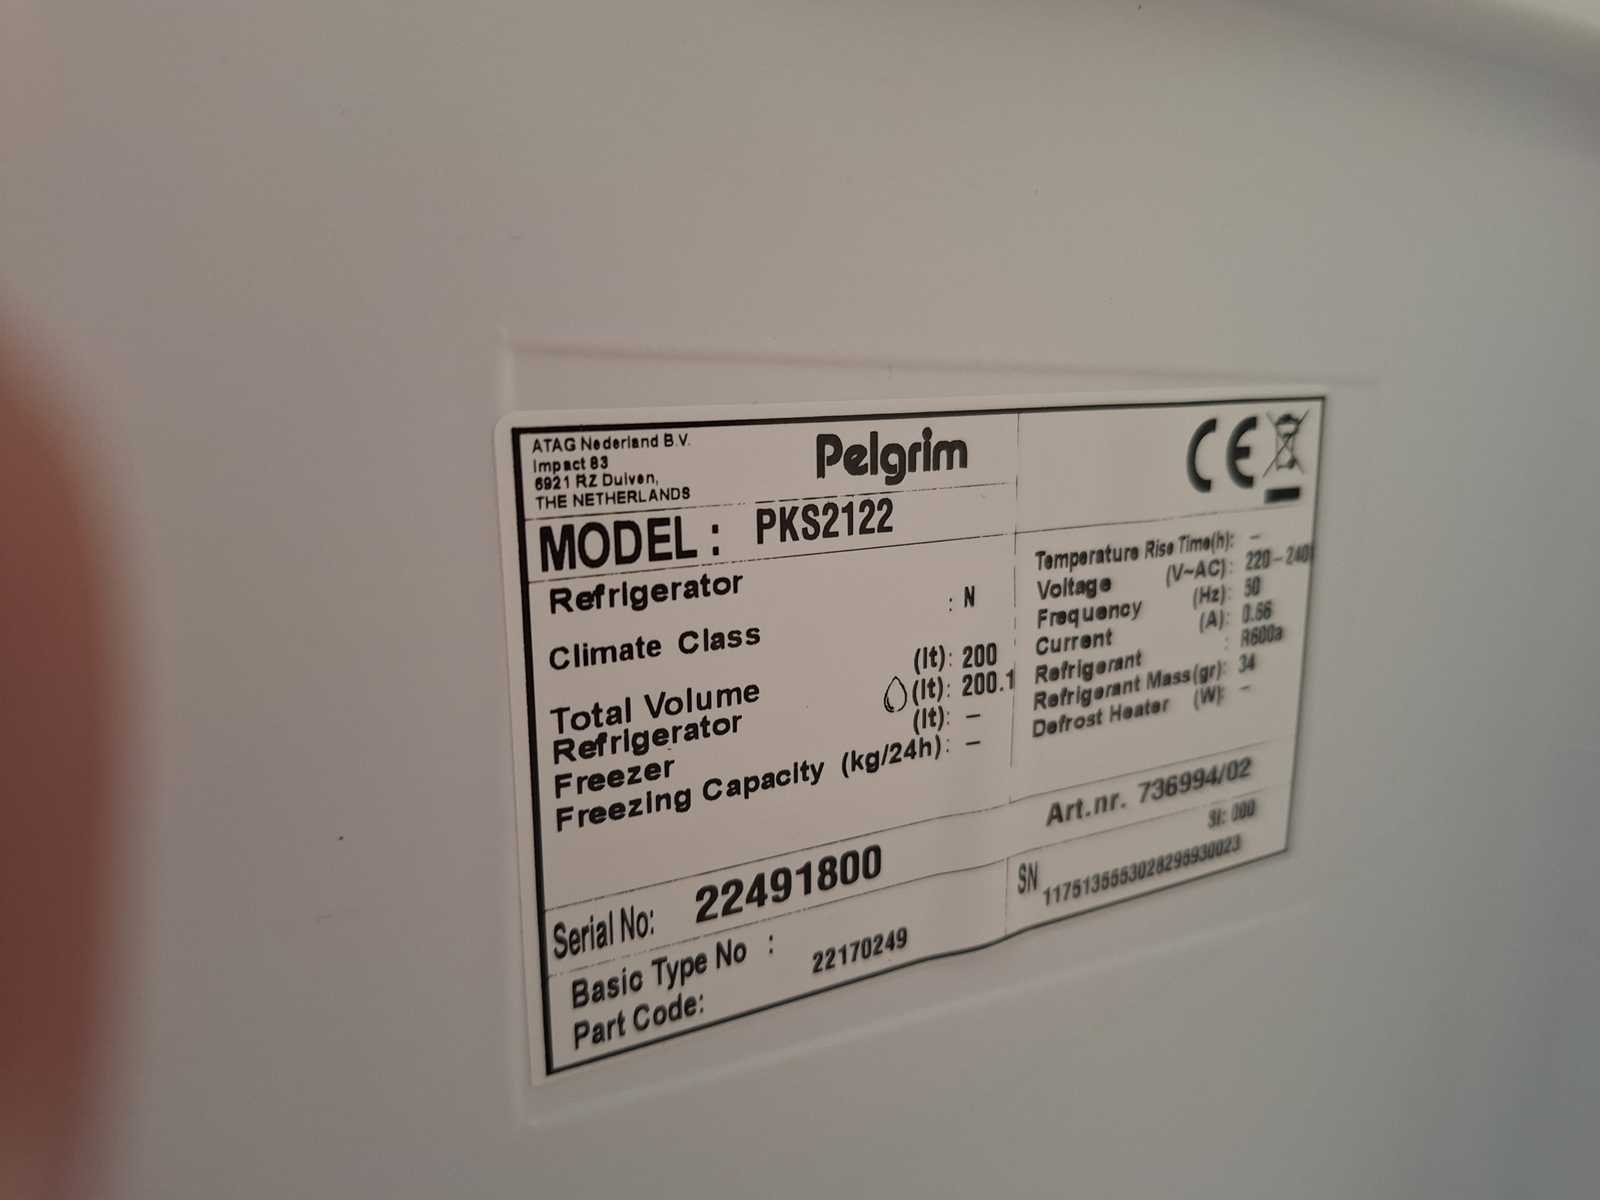 ATAG Nederland B.V.
Impact 83
6921 RZ Duiven,
THE NETHERLANDS
Pelgrim
CE
MODEL : PKS2122
Refrigerator
Climate Class : N
Total Volume (lt): 200
Refrigerator (lt): 200.1
Freezer (lt): -
Freezing Capacity (kg/24h): -
Temperature Rise Time(h): -
Voltage (V~AC): 220-240
Frequency (Hz): 50
Current (A): 0.66
Refrigerant : R600a
Refrigerant Mass(gr): 34
Defrost Heater (W): -
Art.nr. 736994/02
SI: 000
Serial No: 22491800
SN
Basic Type No : 22170249
Part Code: